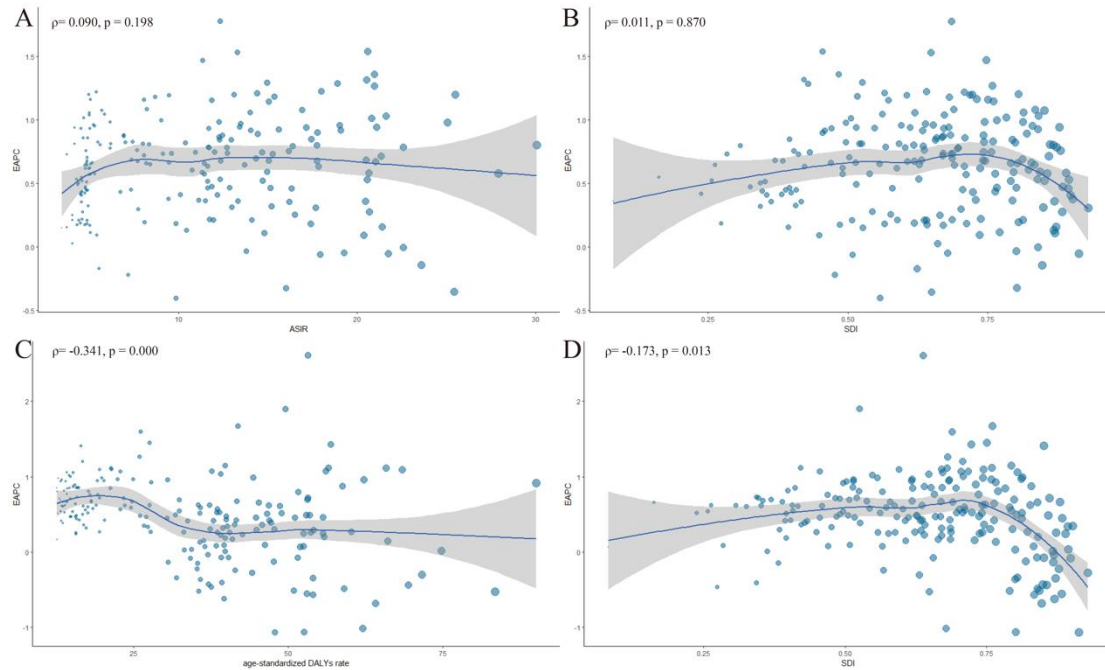 A
ρ= 0.090, p = 0.198
EAPC
1.5
1.0
0.5
0.0
-0.5
10
20
30
ASIR
B
ρ= 0.011, p = 0.870
EAPC
1.5
1.0
0.5
0.0
-0.5
0.25
0.50
0.75
SDI
C
ρ= -0.341, p = 0.000
EAPC
2
1
0
-1
25
50
75
age-standardized DALYs rate
D
ρ= -0.173, p = 0.013
EAPC
2
1
0
-1
0.25
0.50
0.75
SDI